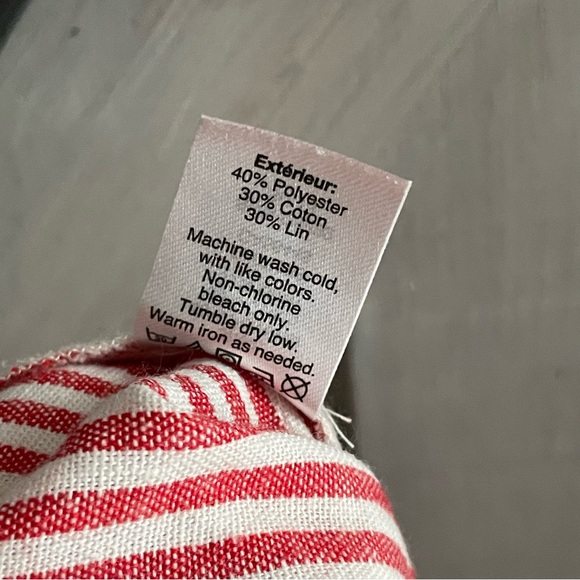 Extérieur:
40% Polyester
30% Coton
30% Lin
Machine wash cold,
with like colors.
Non-chlorine
bleach only.
Tumble dry low.
Warm iron as needed.